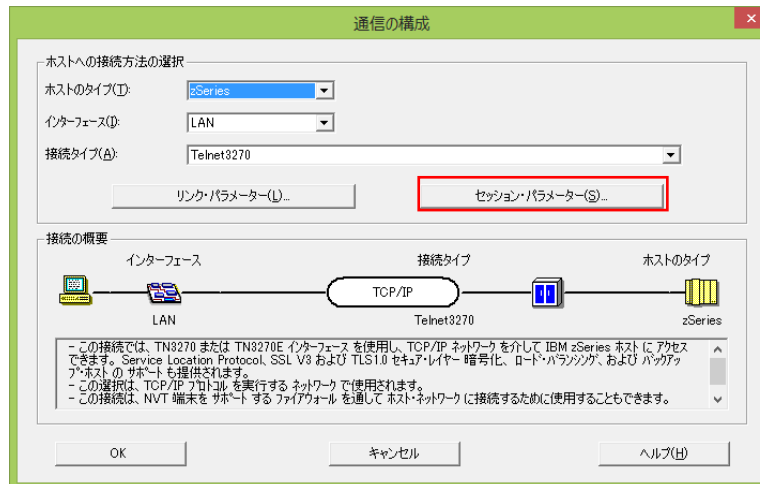 通信の構成
ホストへの接続方法の選択
ホストのタイプ(T):
zSeries
インターフェース(I):
LAN
接続タイプ(A):
Telnet3270
リンク・パラメーター(L)...
セッション・パラメーター(S)...
接続の概要
インターフェース
接続タイプ
ホストのタイプ
TCP/IP
LAN
Telnet3270
zSeries
- この接続では、TN3270 または TN3270E インターフェース を使用し、TCP/IP ネットワーク を介して IBM zSeries ホスト に アクセス
できます。Service Location Protocol、SSL V3 および TLS1.0 セキュア・レイヤー 暗号化、ロード・バランシング、および バックアッ
プ・ホスト の サポート も提供されます。
- この選択は、TCP/IP プロトコル を実行する ネットワーク で使用されます。
- この接続は、NVT 端末を サポート する ファイアウォール を通して ホスト・ネットワーク に接続するために使用することもできます。
OK
キャンセル
ヘルプ(H)